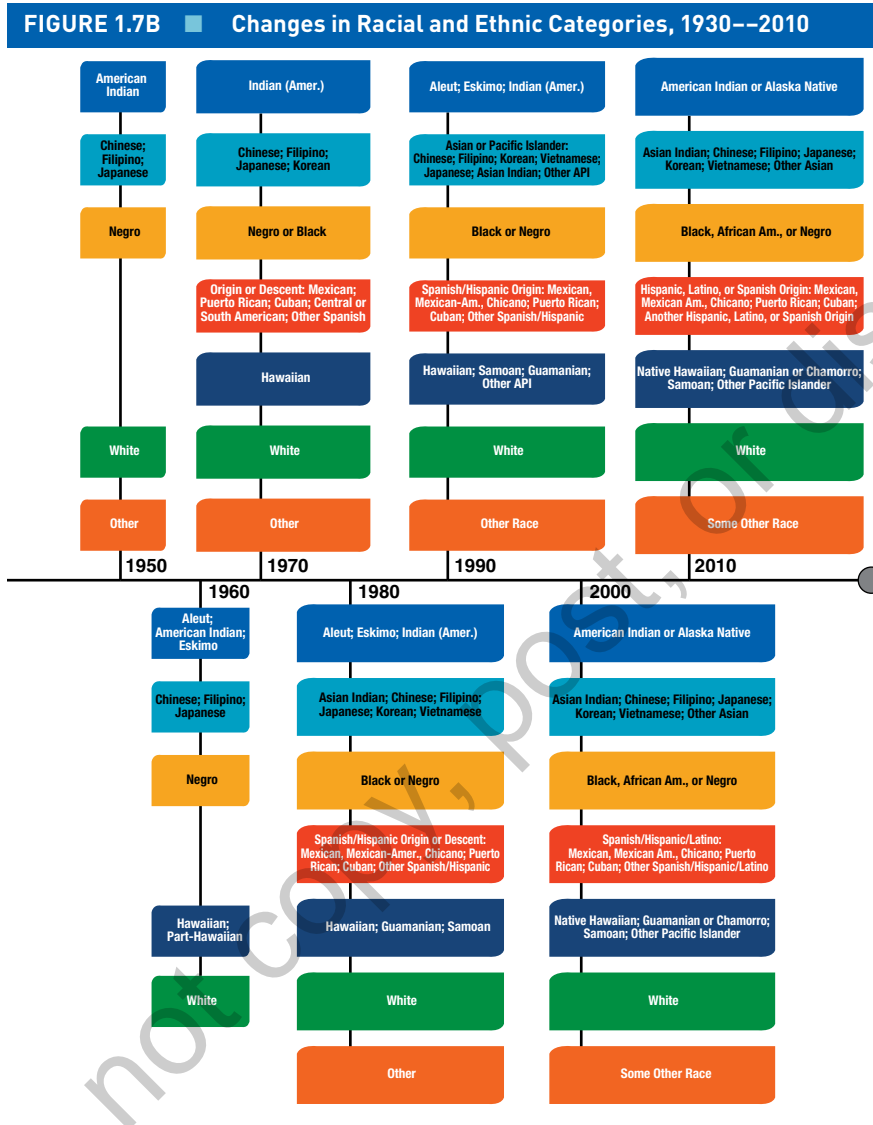 FIGURE 1.7B ■ Changes in Racial and Ethnic Categories, 1930--2010
American
Indian
Chinese;
Filipino;
Japanese
Negro
White
Other
1950
Indian (Amer.)
Chinese; Filipino;
Japanese; Korean
Negro or Black
Origin or Descent: Mexican;
Puerto Rican; Cuban; Central or
South American; Other Spanish
Hawaiian
White
Other
1970
Aleut; Eskimo; Indian (Amer.)
Asian or Pacific Islander:
Chinese; Filipino; Korean; Vietnamese;
Japanese; Asian Indian; Other API
Black or Negro
Spanish/Hispanic Origin: Mexican,
Mexican-Am., Chicano; Puerto Rican;
Cuban; Other Spanish/Hispanic
Hawaiian; Samoan; Guamanian;
Other API
White
Other Race
1990
American Indian or Alaska Native
Asian Indian; Chinese; Filipino; Japanese;
Korean; Vietnamese; Other Asian
Black, African Am., or Negro
Hispanic, Latino, or Spanish Origin: Mexican,
Mexican Am., Chicano; Puerto Rican; Cuban;
Another Hispanic, Latino, or Spanish Origin
Native Hawaiian; Guamanian or Chamorro;
Samoan; Other Pacific Islander
White
Some Other Race
2010
1960
Aleut;
American Indian;
Eskimo
Chinese; Filipino;
Japanese
Negro
Hawaiian;
Part-Hawaiian
White
1980
Aleut; Eskimo; Indian (Amer.)
Asian Indian; Chinese; Filipino;
Japanese; Korean; Vietnamese
Black or Negro
Spanish/Hispanic Origin or Descent:
Mexican, Mexican-Amer., Chicano; Puerto
Rican; Cuban; Other Spanish/Hispanic
Hawaiian; Guamanian; Samoan
White
Other
2000
American Indian or Alaska Native
Asian Indian; Chinese; Filipino; Japanese;
Korean; Vietnamese; Other Asian
Black, African Am., or Negro
Spanish/Hispanic/Latino:
Mexican, Mexican Am., Chicano; Puerto
Rican; Cuban; Other Spanish/Hispanic/Latino
Native Hawaiian; Guamanian or Chamorro;
Samoan; Other Pacific Islander
White
Some Other Race
not copy, post, or dis